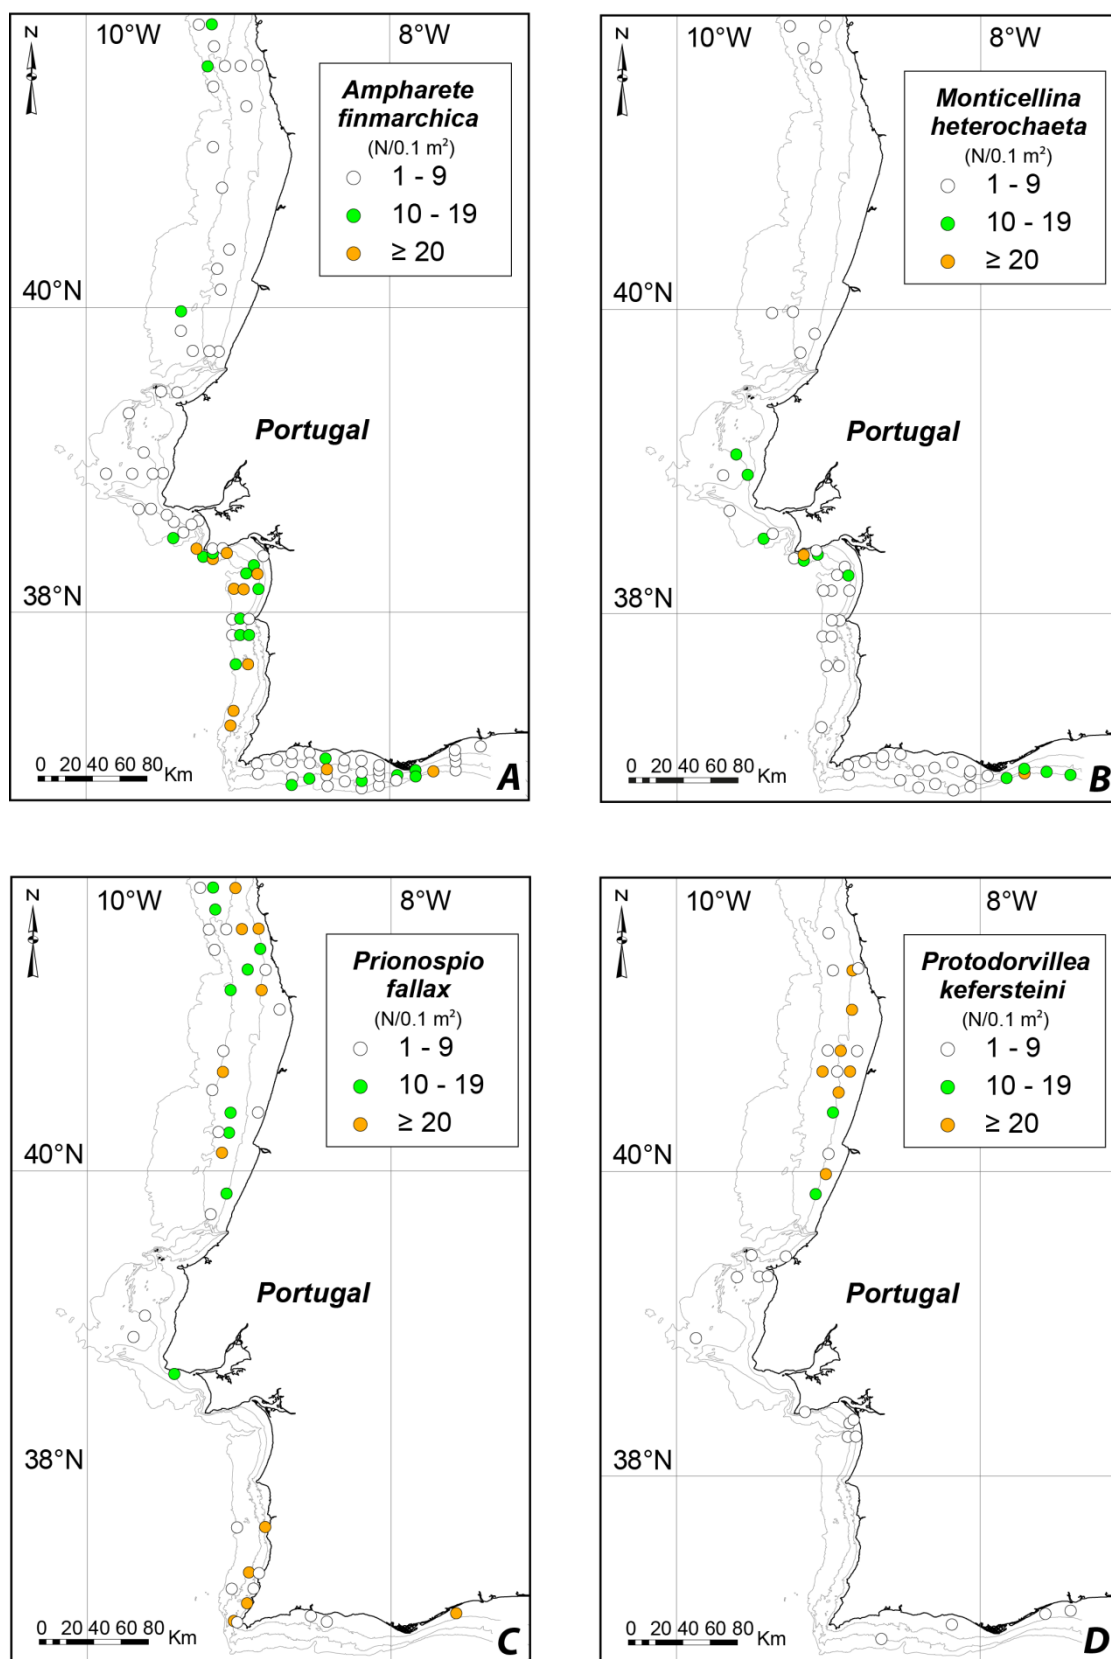 N
10°W
8°W
Ampharete
finmarchica
(N/0.1 m²)
1 - 9
10 - 19
≥ 20
40°N
Portugal
38°N
0 20 40 60 80 Km
A
N
10°W
8°W
Monticellina
heterochaeta
(N/0.1 m²)
1 - 9
10 - 19
≥ 20
40°N
Portugal
38°N
0 20 40 60 80 Km
B
N
10°W
8°W
Prionospio
fallax
(N/0.1 m²)
1 - 9
10 - 19
≥ 20
40°N
Portugal
38°N
0 20 40 60 80 Km
C
N
10°W
8°W
Protodorvillea
kefersteini
(N/0.1 m²)
1 - 9
10 - 19
≥ 20
40°N
Portugal
38°N
0 20 40 60 80 Km
D